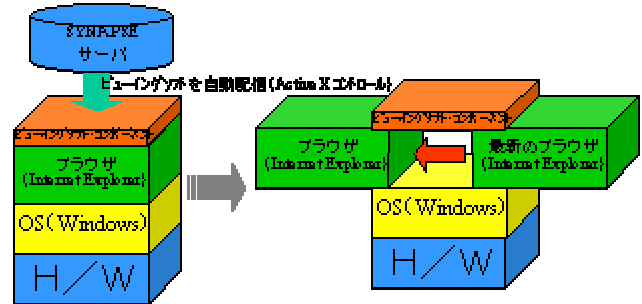 SYNAPSE
サーバ
ビューイングソフトを自動配信(Active Xコントロール)
ビューイングソフト・コンポーネント
ブラウザ
(Internet Explorer)
OS(Windows)
H/W
ビューイングソフト・コンポーネント
ブラウザ
(Internet Explorer)
最新のブラウザ
(Internet Explorer)
OS(Windows)
H/W